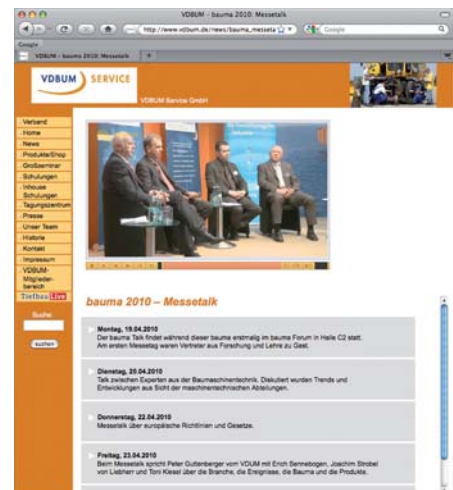 VDBUM – bauma 2010: Messetalk
http://www.vdbum.de/news/bauma_messeta
Google
Google
VDBUM – bauma 2010: Messetalk
VDBUM SERVICE
VDBUM Service GmbH
Verband
Home
News
Produkte/Shop
Großseminar
Schulungen
Inhouse
Schulungen
Tagungszentrum
Presse
Unser Team
Historie
Kontakt
Impressum
VDBUM-
Mitglieder-
bereich
Tiefbau Live
Suche:
suchen
bauma 2010 – Messetalk
Montag, 19.04.2010
Der bauma Talk findet während dieser bauma erstmalig im bauma Forum in Halle C2 statt.
Am ersten Messetag waren Vertreter aus Forschung und Lehre zu Gast.
Dienstag, 20.04.2010
Talk zwischen Experten aus der Baumaschinentechnik. Diskutiert wurden Trends und
Entwicklungen aus Sicht der maschinentechnischen Abteilungen.
Donnerstag, 22.04.2010
Messetalk über europäische Richtlinien und Gesetze.
Freitag, 23.04.2010
Beim Messetalk spricht Peter Guttenberger vom VDUM mit Erich Sennebogen, Joachim Strobel
von Liebherr und Toni Kiesel über die Branche, die Ereignisse, die Bauma und die Produkte.